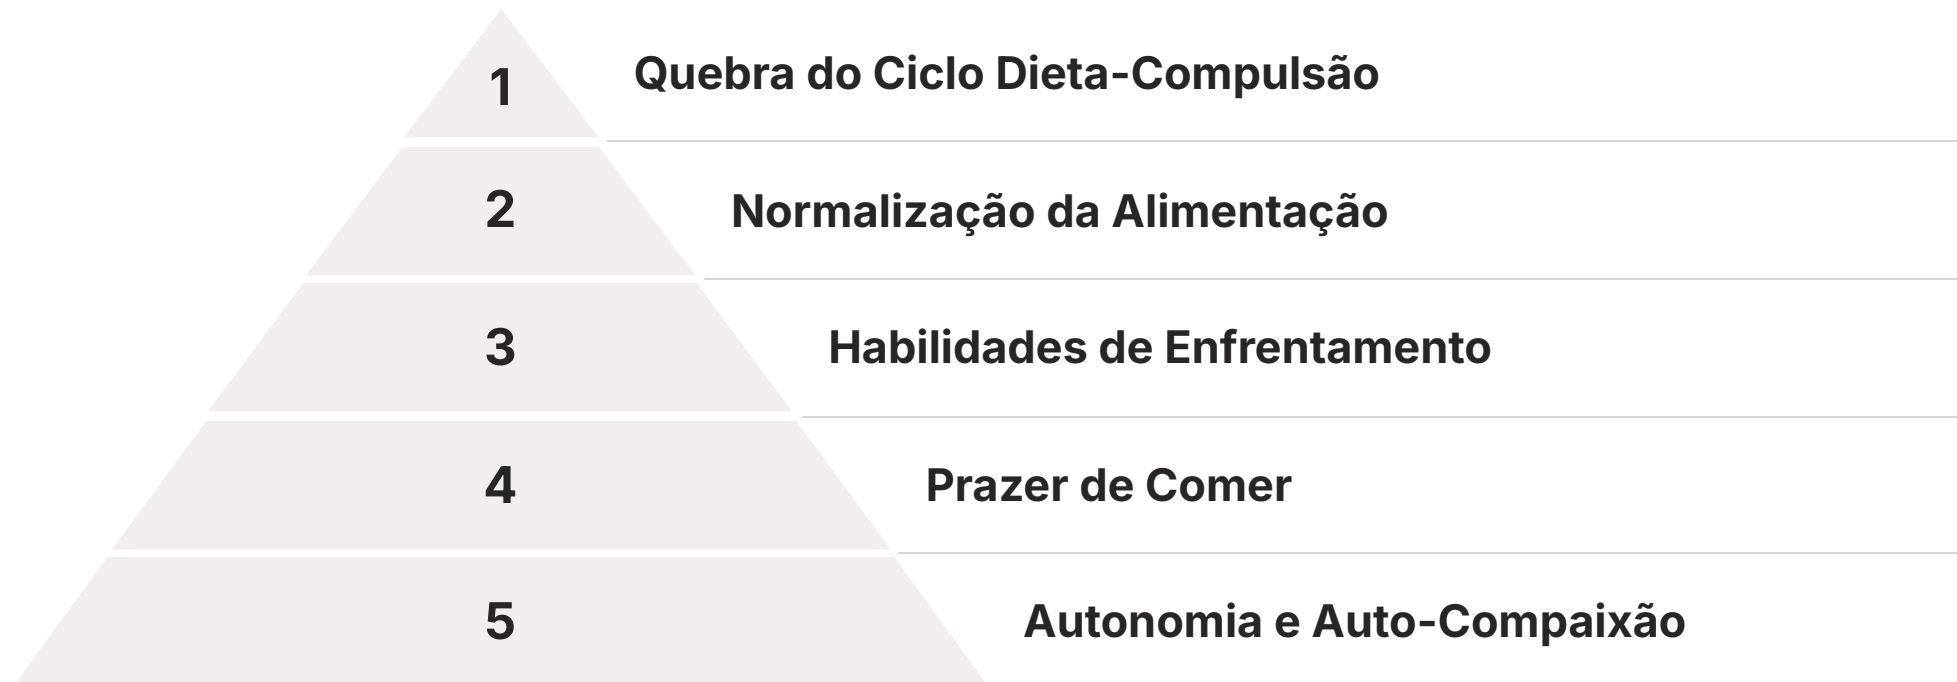 1 Quebra do Ciclo Dieta-Compulsão
2 Normalização da Alimentação
3 Habilidades de Enfrentamento
4 Prazer de Comer
5 Autonomia e Auto-Compaixão